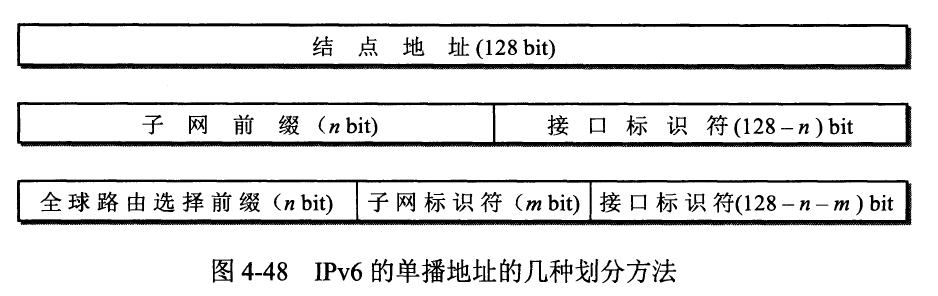 结点地址(128 bit)
子网前缀(n bit) 接口标识符(128 – n) bit
全球路由选择前缀(n bit) 子网标识符(m bit) 接口标识符(128 – n – m) bit
图 4-48 IPv6 的单播地址的几种划分方法